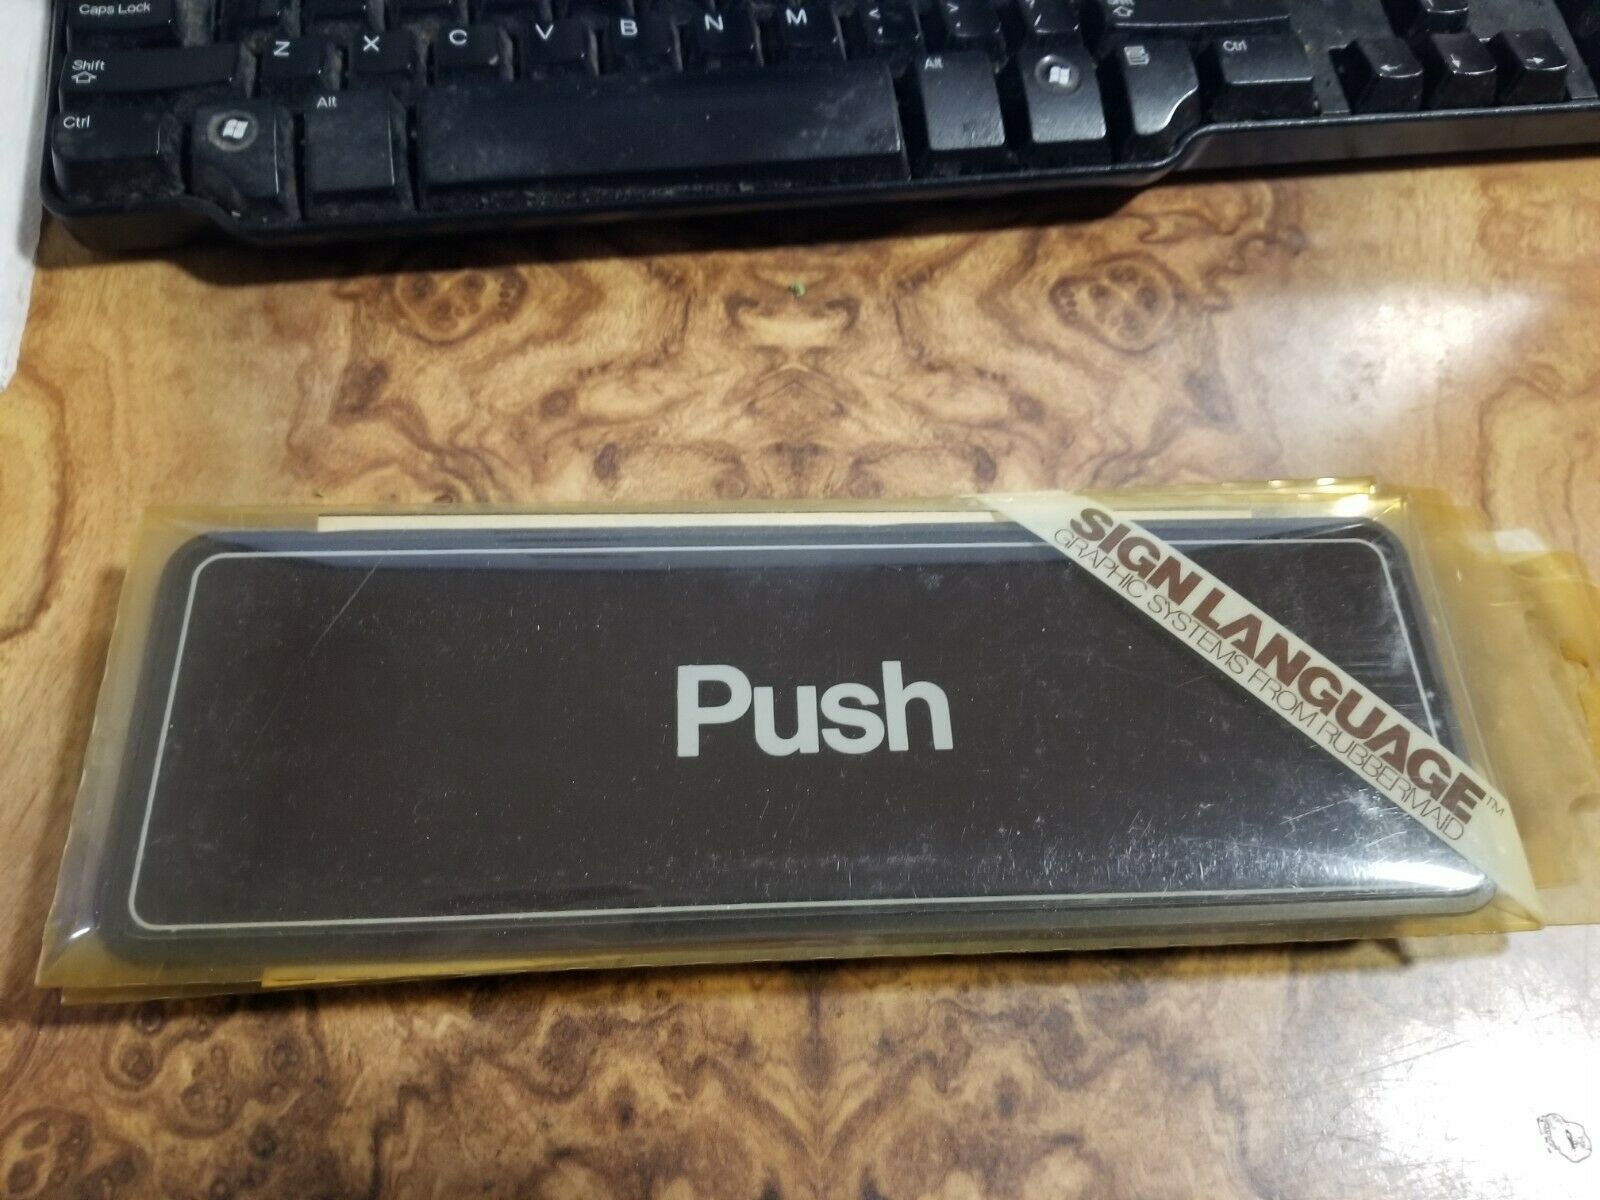 Caps Lock
Shift
Z X C V B N M < >
Ctrl
Alt
Alt
Ctrl
Push
SIGN LANGUAGE™
GRAPHIC SYSTEMS FROM RUBBERMAID